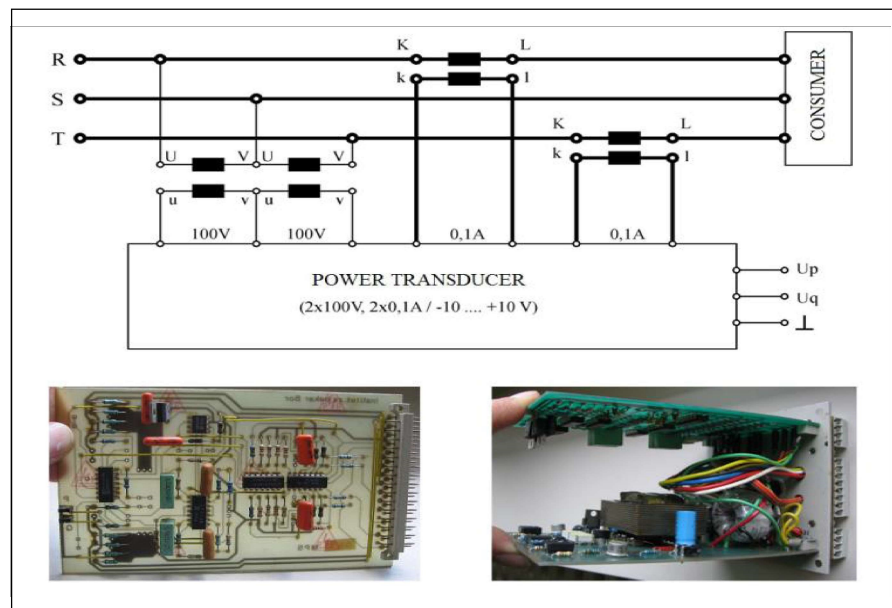 K L
R
k l
S
K L
T
U V U V
k l
u v u v
100V 100V 0,1A 0,1A
CONSUMER
POWER TRANSDUCER
(2x100V, 2x0,1A / -10 .... +10 V)
Up
Uq
⊥